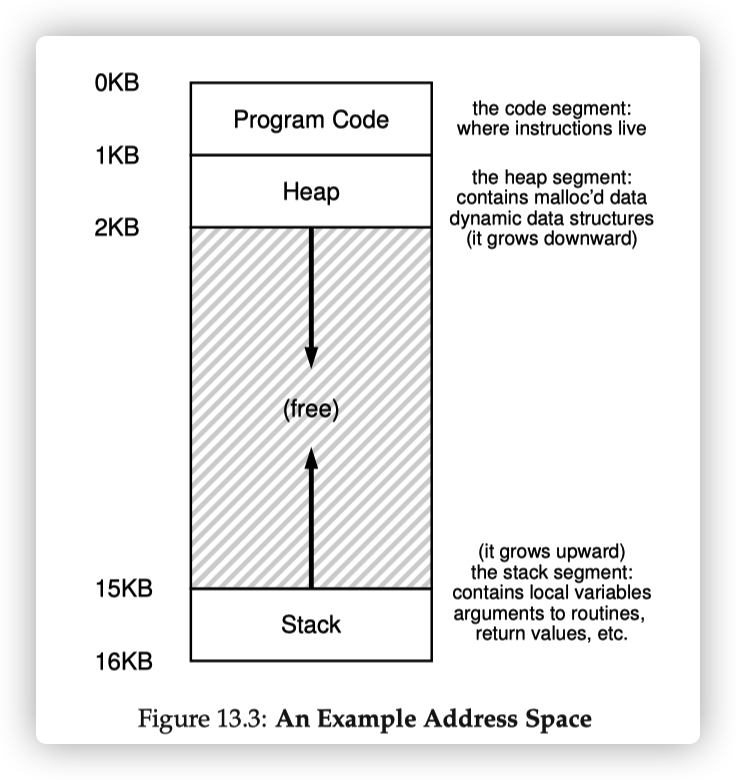 0KB
Program Code
the code segment:
where instructions live
1KB
Heap
the heap segment:
contains malloc’d data
dynamic data structures
(it grows downward)
2KB
(free)
(it grows upward)
the stack segment:
contains local variables
arguments to routines,
return values, etc.
15KB
Stack
16KB
Figure 13.3: An Example Address Space